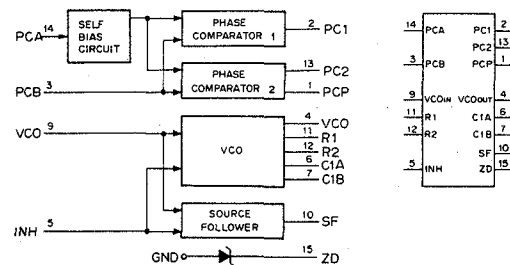 PCA 14
SELF
BIAS
CIRCUIT
PHASE
COMPARATOR 1
2 PC1
PCB 3
PHASE
COMPARATOR 2
13 PC2
1 PCP
VCO 9
VCO
4 VCO
11 R1
12 R2
6 C1A
7 C1B
INH 5
SOURCE
FOLLOWER
10 SF
GND
15 ZD
14 PCA PC1 2
PC2 13
3 PCB PCP 1
9 VCOIN VCOOUT 4
11 R1 C1A 6
12 R2 C1B 7
SF 10
5 INH ZD 15